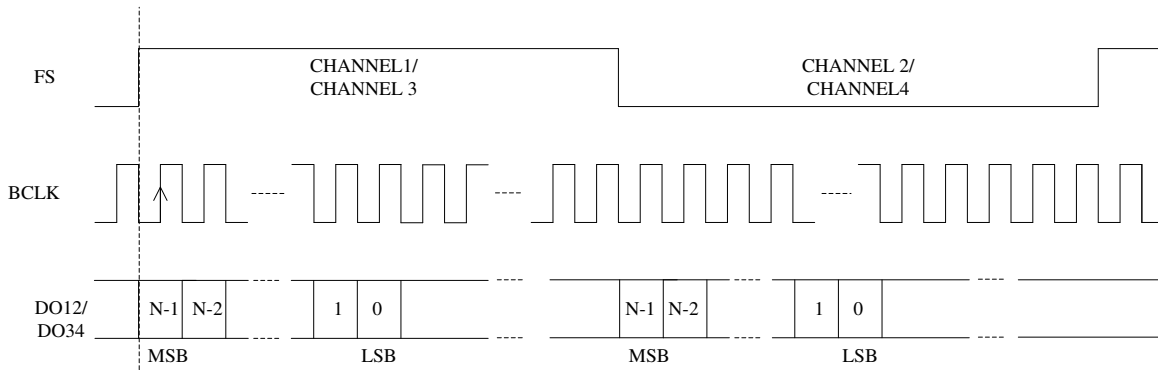 FS
CHANNEL1/
CHANNEL 3
CHANNEL 2/
CHANNEL4
BCLK
DO12/
DO34
N-1 N-2 1 0 N-1 N-2 1 0
MSB LSB MSB LSB